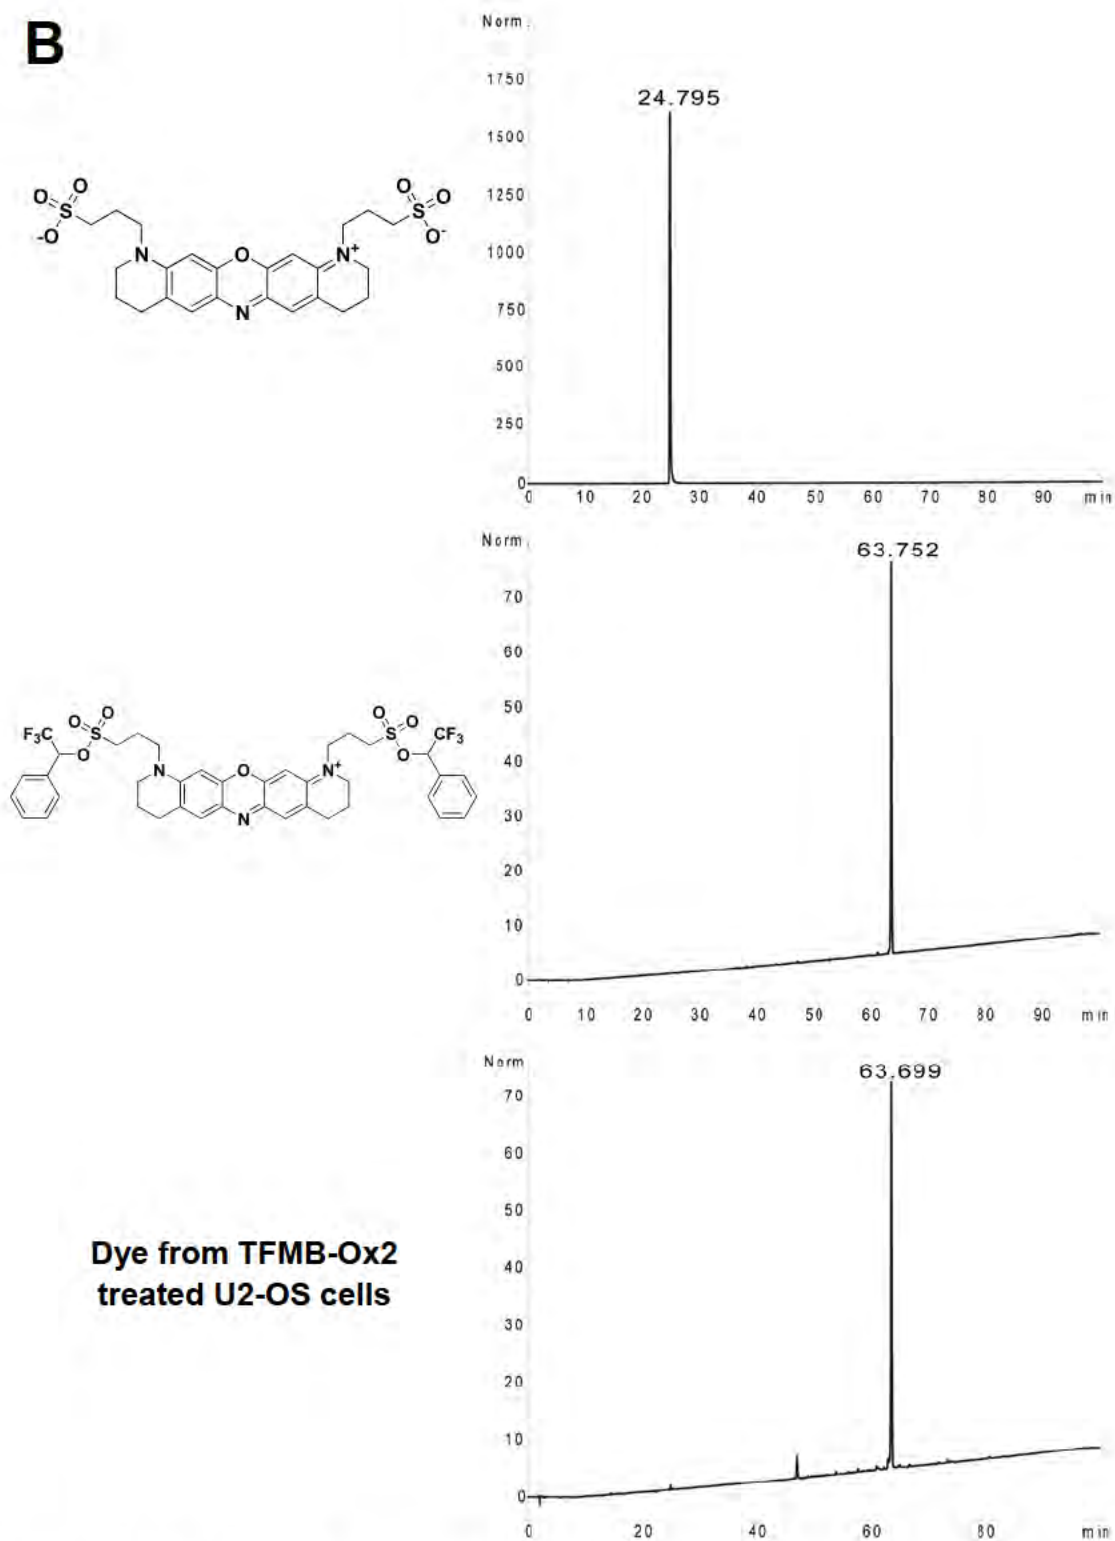 B
Norm.
1750
24.795
1500
1250
1000
750
500
250
0
0 10 20 30 40 50 60 70 80 90 min
O O
S
-O
N
O
N
N+
O O
S
O-
Norm.
63.752
70
60
50
40
30
20
10
0
0 10 20 30 40 50 60 70 80 90 min
O O
F3C S
O
N
O
N
N+
O O
S CF3
O
Norm
63.699
70
60
50
40
30
20
10
0
0 20 40 60 80 min
Dye from TFMB-Ox2
treated U2-OS cells